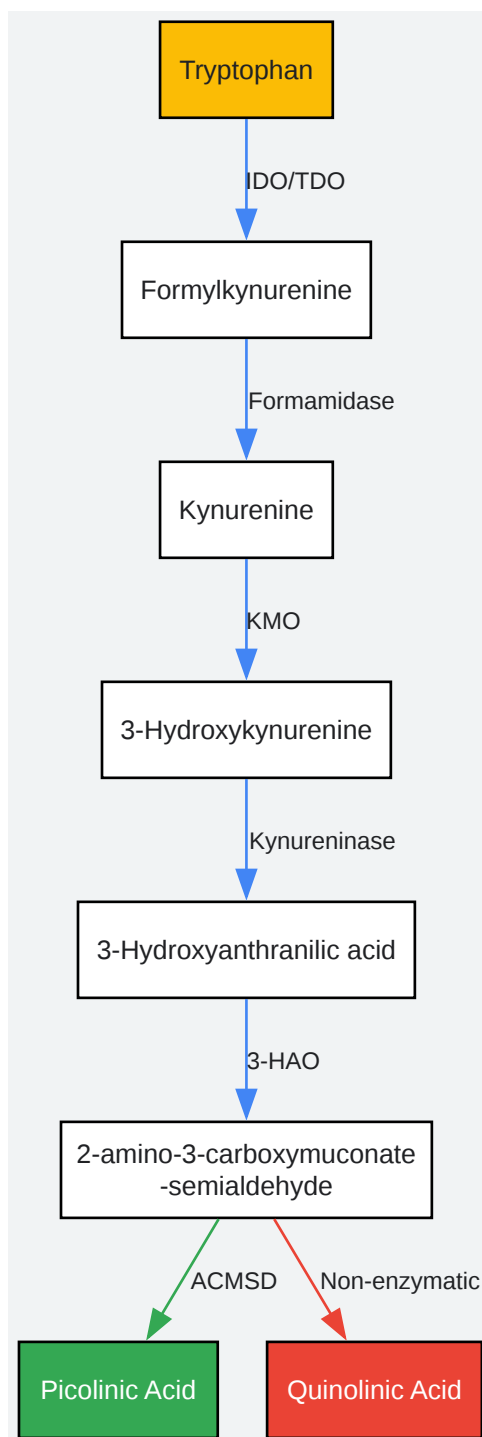 Tryptophan
IDO/TDO
Formylkynurenine
Formamidase
Kynurenine
KMO
3-Hydroxykynurenine
Kynureninase
3-Hydroxyanthranilic acid
3-HAO
2-amino-3-carboxymuconate
-semialdehyde
ACMSD
Non-enzymatic
Picolinic Acid
Quinolinic Acid